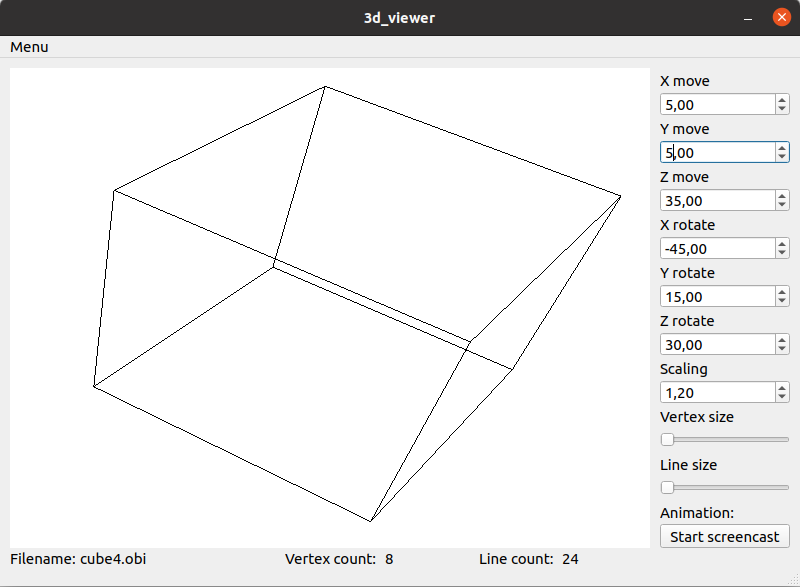 3d_viewer
Menu
X move
5,00
Y move
5,00
Z move
35,00
X rotate
-45,00
Y rotate
15,00
Z rotate
30,00
Scaling
1,20
Vertex size
Line size
Animation:
Start screencast
Filename: cube4.obi Vertex count: 8 Line count: 24